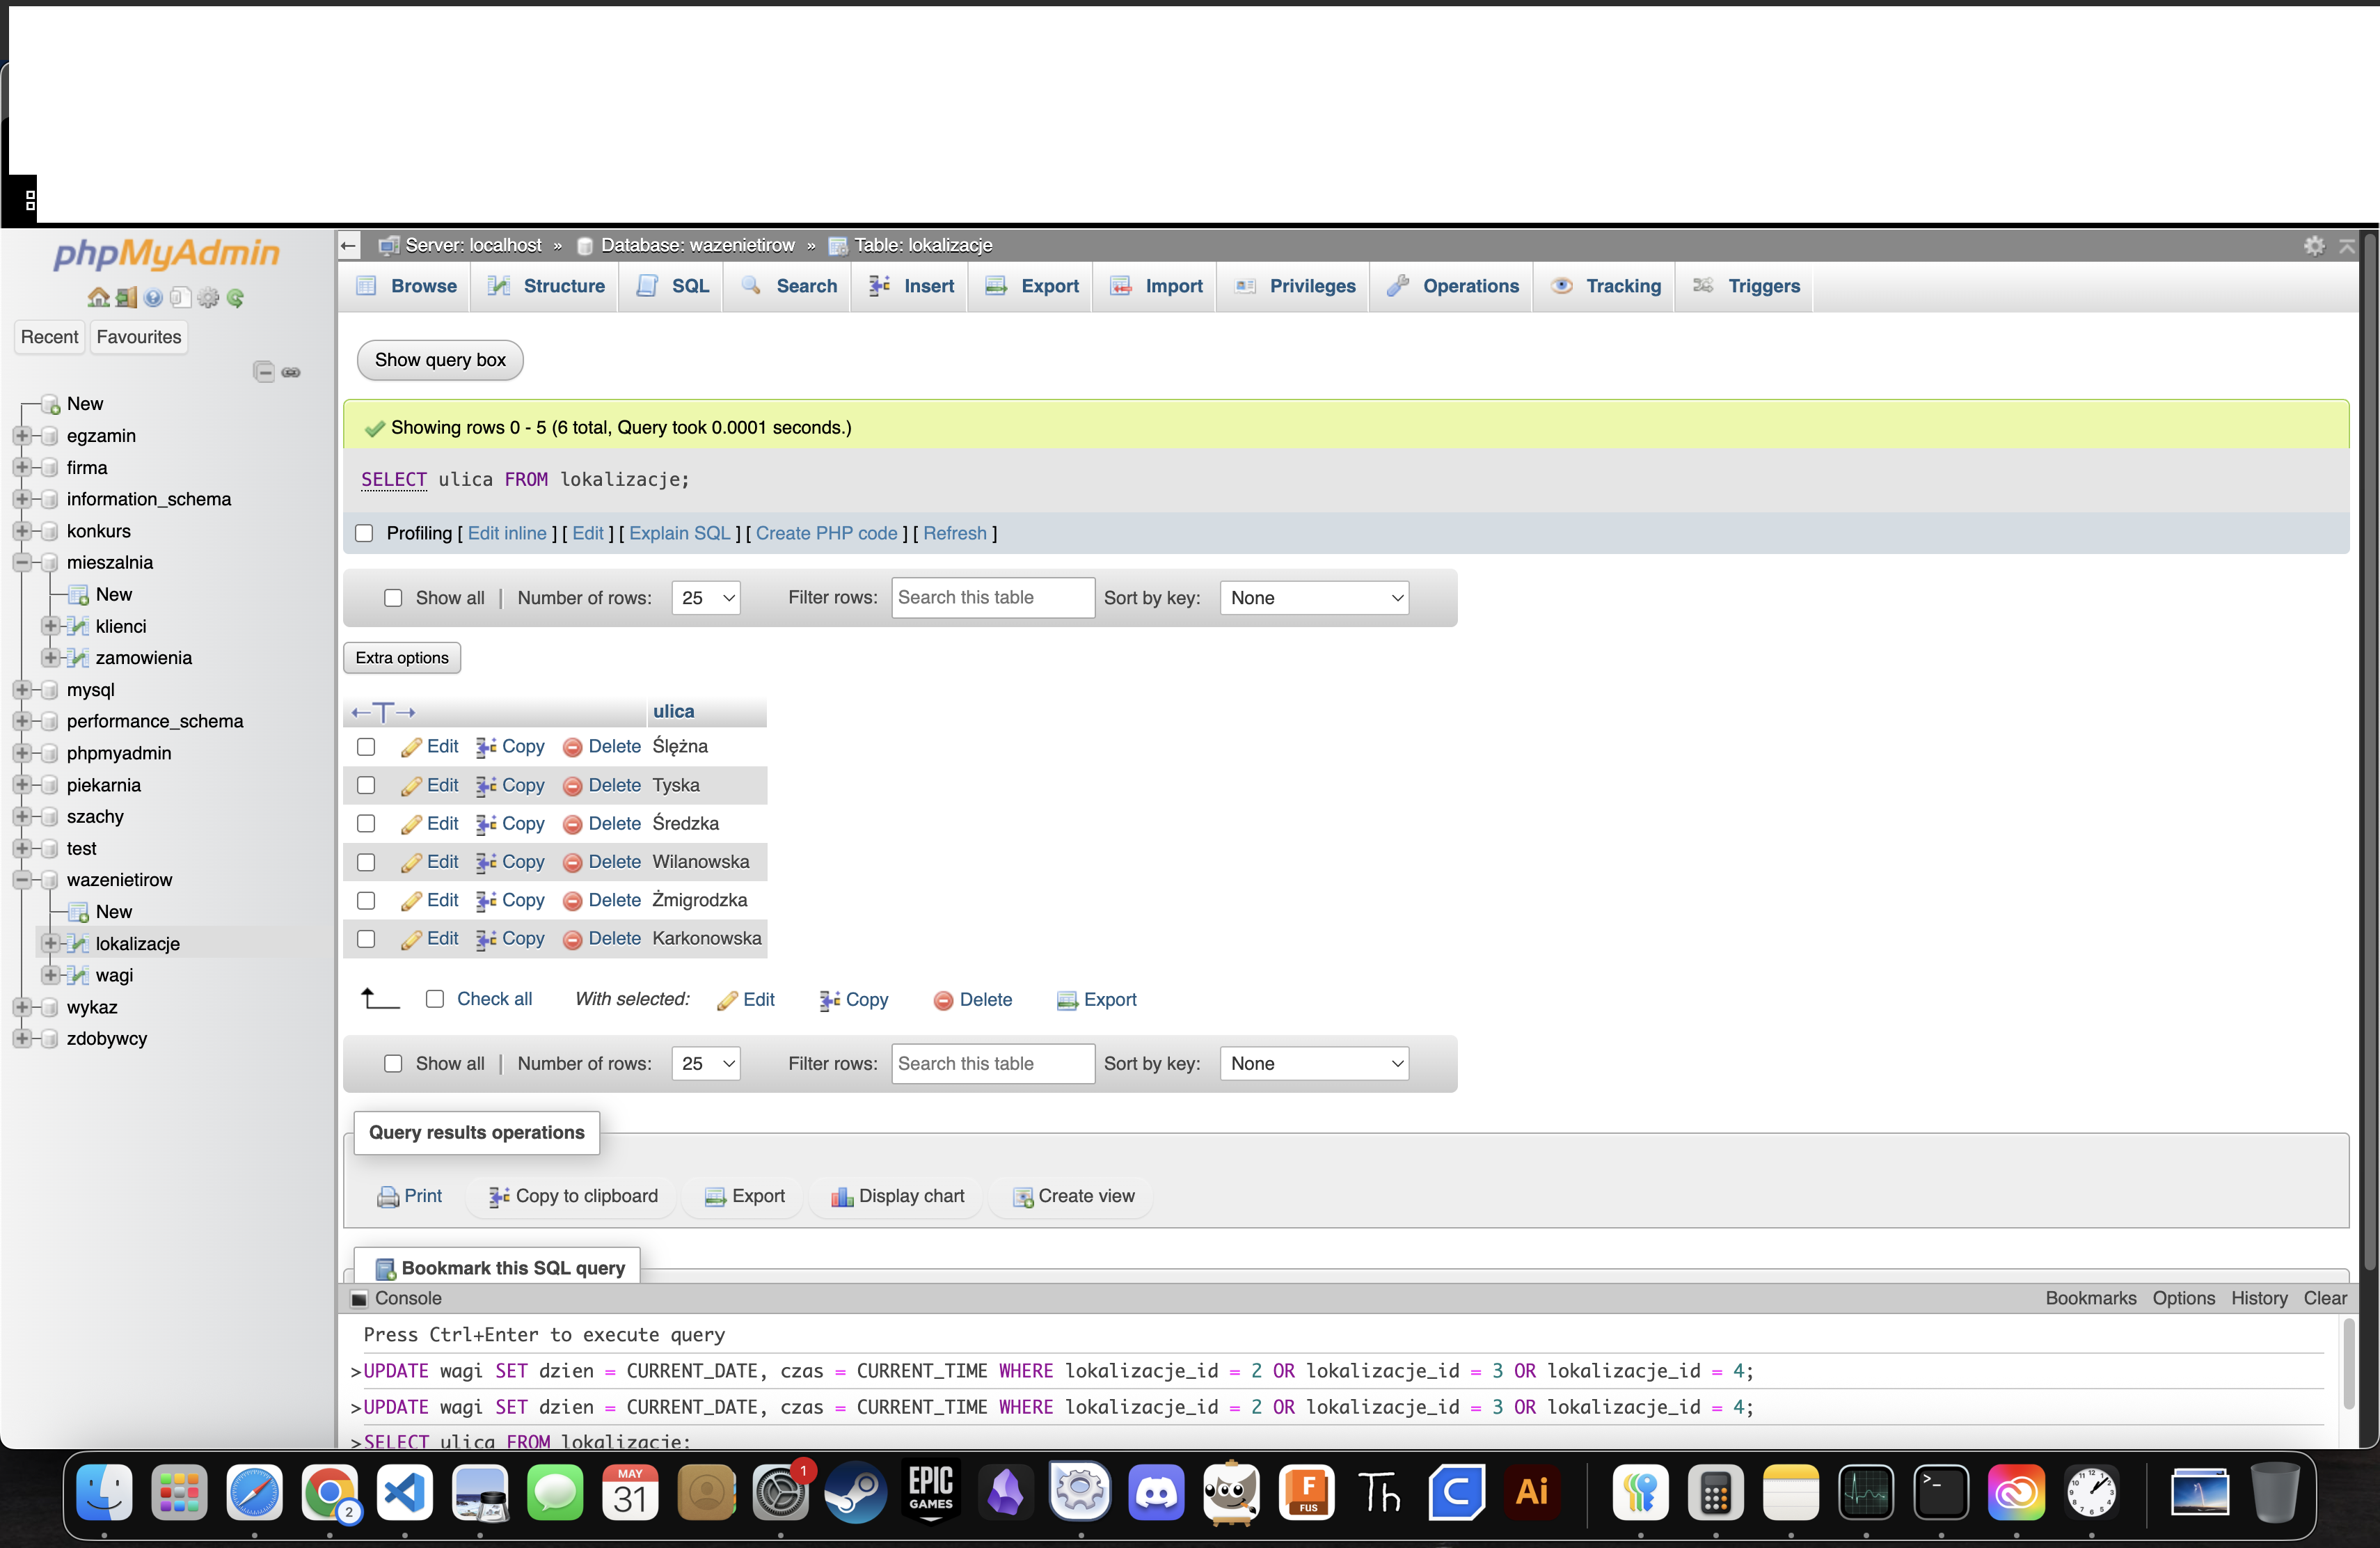 phpMyAdmin
Recent Favourites
New
egzamin
firma
information_schema
konkurs
mieszalnia
New
klienci
zamowienia
mysql
performance_schema
phpmyadmin
piekarnia
szachy
test
wazenietirow
New
lokalizacje
wagi
wykaz
zdobywcy
Server: localhost » Database: wazenietirow » Table: lokalizacje
Browse Structure SQL Search Insert Export Import Privileges Operations Tracking Triggers
Show query box
Showing rows 0 - 5 (6 total, Query took 0.0001 seconds.)
SELECT ulica FROM lokalizacje;
Profiling [ Edit inline ] [ Edit ] [ Explain SQL ] [ Create PHP code ] [ Refresh ]
Show all | Number of rows: 25 Filter rows: Search this table Sort by key: None
Extra options
←T→ ulica
Edit Copy Delete Ślężna
Edit Copy Delete Tyska
Edit Copy Delete Średzka
Edit Copy Delete Wilanowska
Edit Copy Delete Żmigrodzka
Edit Copy Delete Karkonowska
Check all With selected: Edit Copy Delete Export
Show all | Number of rows: 25 Filter rows: Search this table Sort by key: None
Query results operations
Print Copy to clipboard Export Display chart Create view
Bookmark this SQL query
Console Bookmarks Options History Clear
Press Ctrl+Enter to execute query
>UPDATE wagi SET dzien = CURRENT_DATE, czas = CURRENT_TIME WHERE lokalizacje_id = 2 OR lokalizacje_id = 3 OR lokalizacje_id = 4;
>UPDATE wagi SET dzien = CURRENT_DATE, czas = CURRENT_TIME WHERE lokalizacje_id = 2 OR lokalizacje_id = 3 OR lokalizacje_id = 4;
>SELECT ulica FROM lokalizacje;
2 MAY 31 1 EPIC GAMES F FUS Th C Ai >_